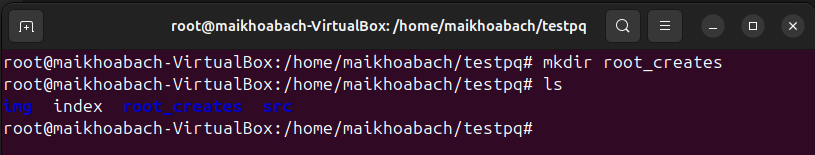 root@maikhoabach-VirtualBox: /home/maikhoabach/testpq
root@maikhoabach-VirtualBox:/home/maikhoabach/testpq# mkdir root_creates
root@maikhoabach-VirtualBox:/home/maikhoabach/testpq# ls
img  index  root_creates  src
root@maikhoabach-VirtualBox:/home/maikhoabach/testpq#